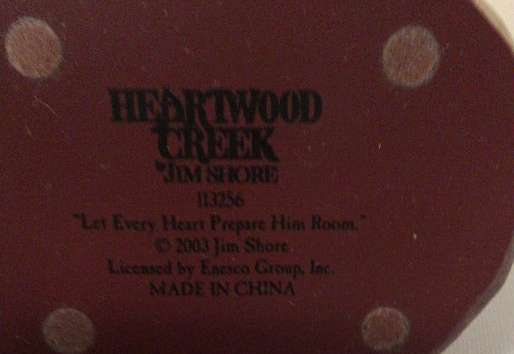 HEARTWOOD
CREEK
by JIM SHORE
113256
"Let Every Heart Prepare Him Room."
© 2003 Jim Shore
Licensed by Enesco Group, Inc.
MADE IN CHINA